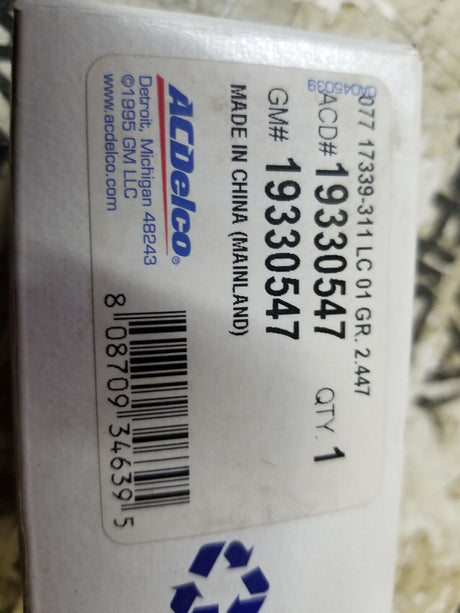 077 17339-311 LC 01 GR. 2.447
0A045039
ACD# 19330547 QTY. 1
GM# 19330547
MADE IN CHINA (MAINLAND)
ACDelco®
Detroit, Michigan 48243
©1995 GM LLC
www.acdelco.com
8 08709 34639 5